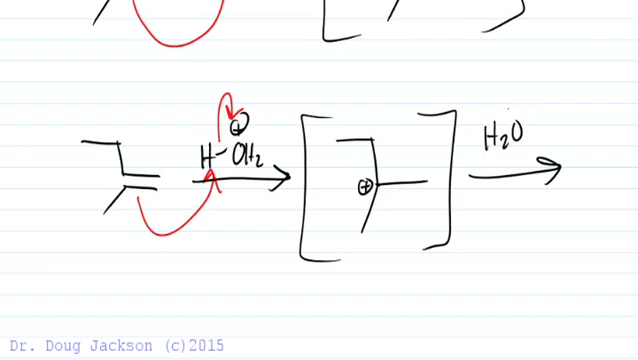 H₂O
⊕
H-OH₂
⊕
Dr. Doug Jackson (c)2015